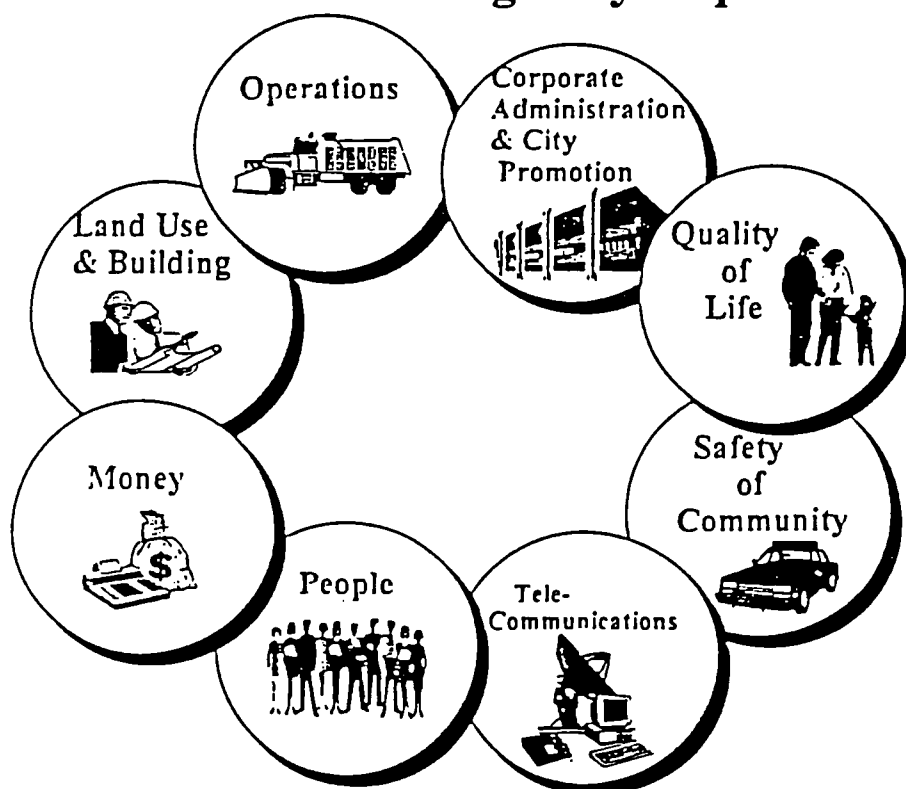 Operations
Corporate
Administration
& City
Promotion
Quality
of
Life
Safety
of
Community
Tele-
Communications
People
Money
$
Land Use
& Building